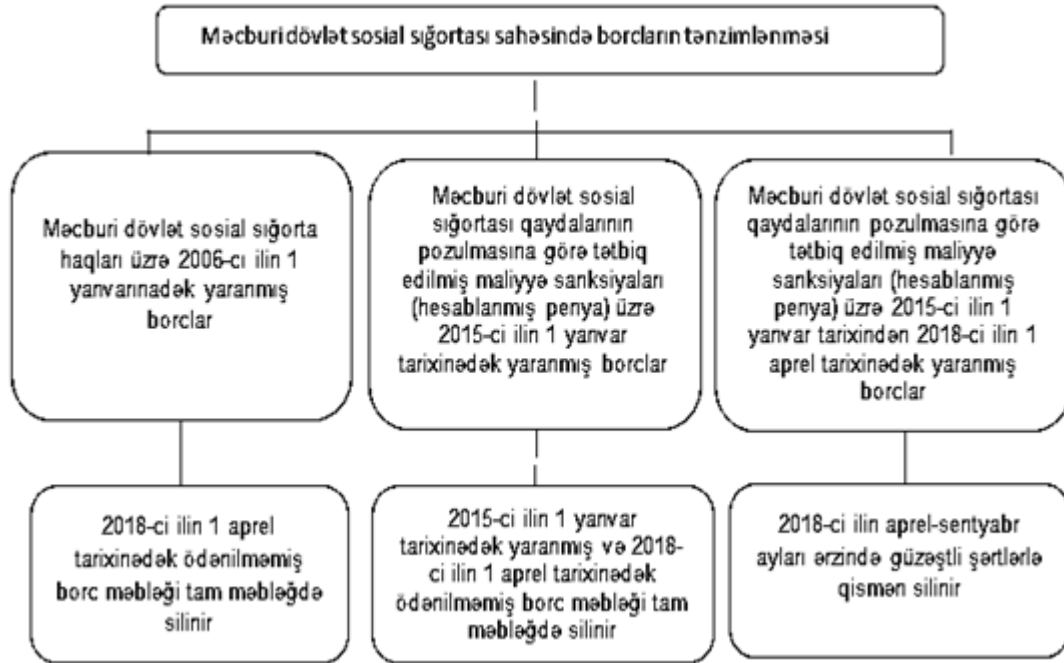 Məcburi dövlət sosial sığortası sahəsində borcların tənzimlənməsi
Məcburi dövlət sosial sığorta
haqları üzrə 2006-cı ilin 1
yanvarınadək yaranmış
borclar
Məcburi dövlət sosial
sığortası qaydalarının
pozulmasına görə tətbiq
edilmiş maliyyə sanksiyaları
(hesablanmış penya) üzrə
2015-ci ilin 1 yanvar
tarixinədək yaranmış borclar
Məcburi dövlət sosial sığortası
qaydalarının pozulmasına görə
tətbiq edilmiş maliyyə
sanksiyaları (hesablanmış
penya) üzrə 2015-ci ilin 1
yanvar tarixindən 2018-ci ilin 1
aprel tarixinədək yaranmış
borclar
2018-ci ilin 1 aprel
tarixinədək ödənilməmiş
borc məbləği tam məbləğdə
silinir
2015-ci ilin 1 yanvar
tarixinədək yaranmış və 2018-
ci ilin 1 aprel tarixinədək
ödənilməmiş borc məbləği tam
məbləğdə silinir
2018-ci ilin aprel-sentyabr
ayları ərzində güzəştli şərtlərlə
qismən silinir